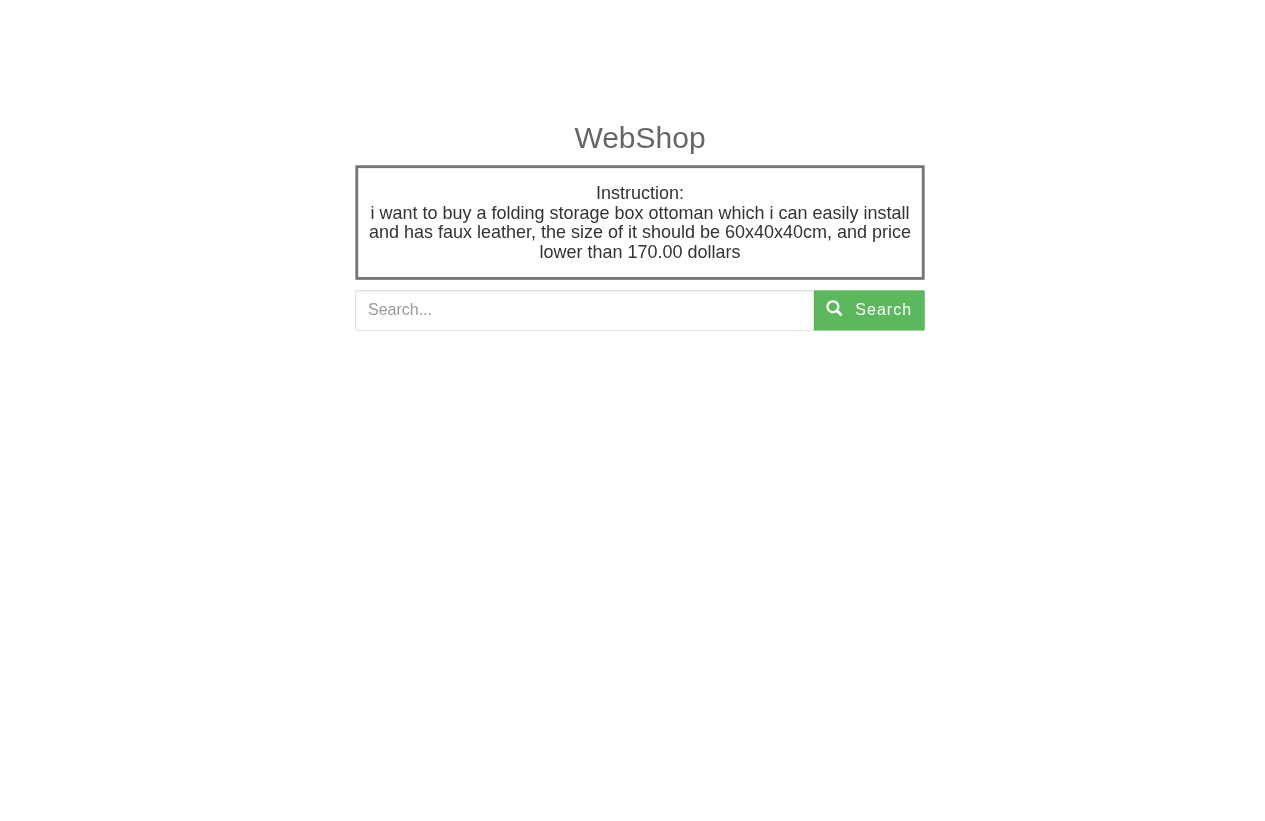 WebShop
Instruction:
i want to buy a folding storage box ottoman which i can easily install
and has faux leather, the size of it should be 60x40x40cm, and price
lower than 170.00 dollars
Search...
Search